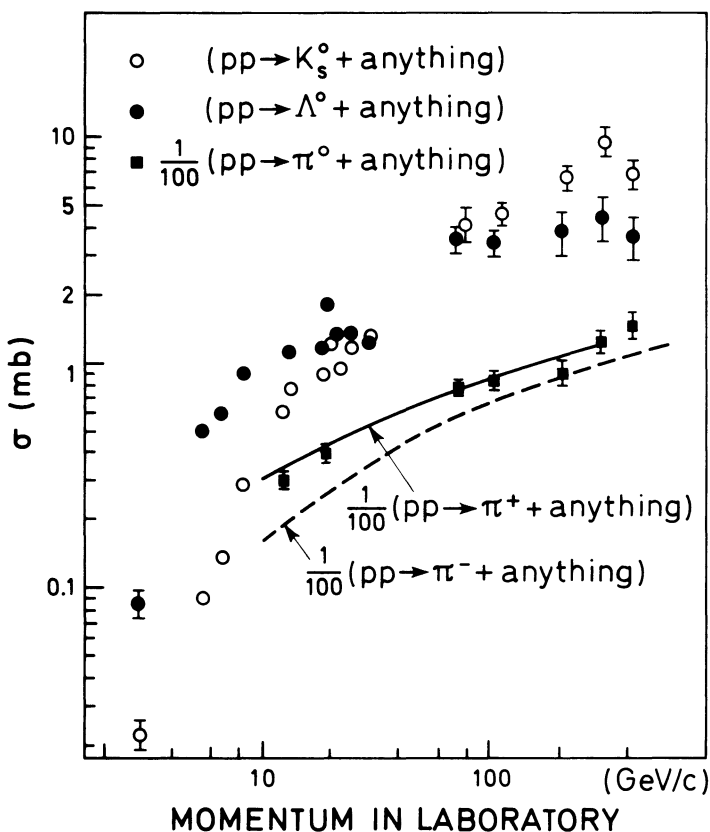 (pp→K°s + anything)
(pp→Λ° + anything)
1/100 (pp→π° + anything)
10
5
2
1
0.1
σ (mb)
1/100 (pp→π⁺ + anything)
1/100 (pp→π⁻ + anything)
10 100 (GeV/c)
MOMENTUM IN LABORATORY